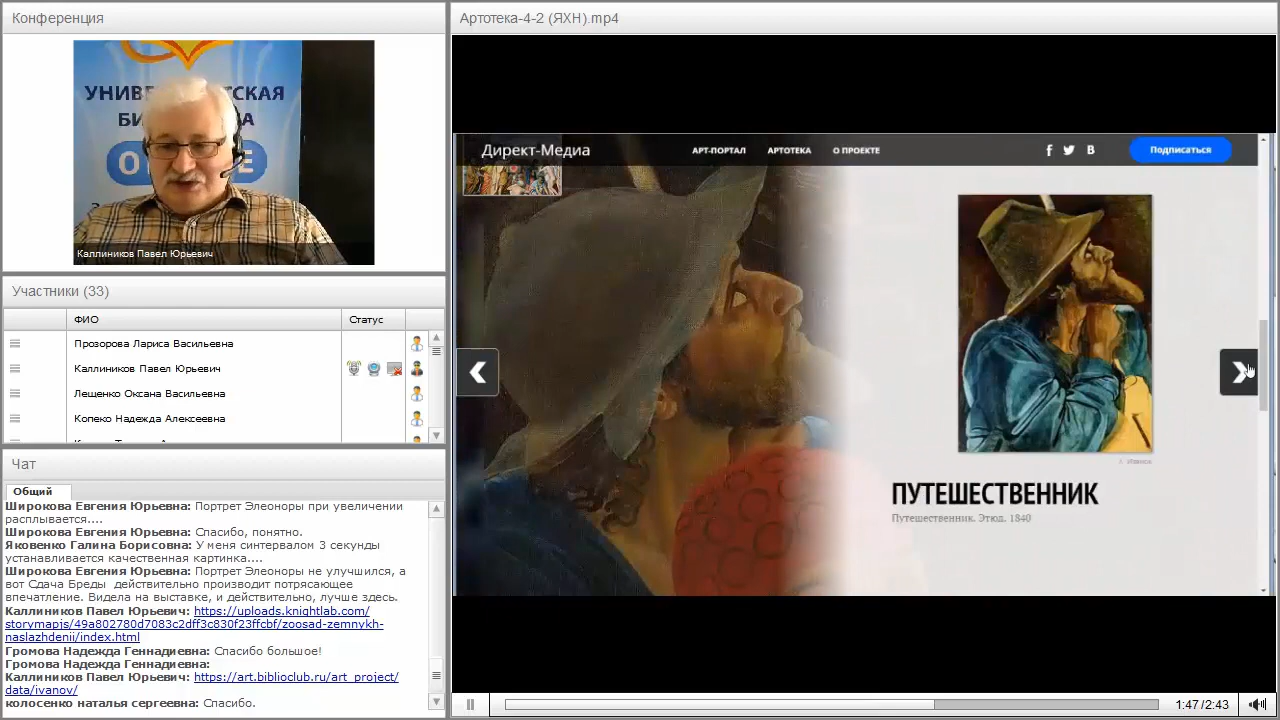 Конференция
УНИВЕ СКАЯ
БИ А
О Е
Каллиников Павел Юрьевич
Участники (33)
ФИО
Статус
Прозорова Лариса Васильевна
Каллиников Павел Юрьевич
Лещенко Оксана Васильевна
Копеко Надежда Алексеевна
Чат
Общий
Широкова Евгения Юрьевна: Портрет Элеоноры при увеличении
расплывается....
Широкова Евгения Юрьевна: Спасибо, понятно.
Яковенко Галина Борисовна: У меня синтервалом 3 секунды
устанавливается качественная картинка....
Широкова Евгения Юрьевна: Портрет Элеоноры не улучшился, а
вот Сдача Бреды действительно производит потрясающее
впечатление. Видела на выставке, и действительно, лучше здесь.
Каллиников Павел Юрьевич: https://uploads.knightlab.com/
storymapjs/49a802780d7083c2dff3c830f23ffcbf/zoosad-zemnykh-
naslazhdenii/index.html
Громова Надежда Геннадиевна: Спасибо большое!
Громова Надежда Геннадиевна:
Каллиников Павел Юрьевич: https://art.biblioclub.ru/art_project/
data/ivanov/
колосенко наталья сергеевна: Спасибо.
Артотека-4-2 (ЯХН).mp4
Директ-Медиа
АРТ-ПОРТАЛ АРТОТЕКА О ПРОЕКТЕ
Подписаться
ПУТЕШЕСТВЕННИК
Путешественник. Этюд. 1840
1:47/2:43